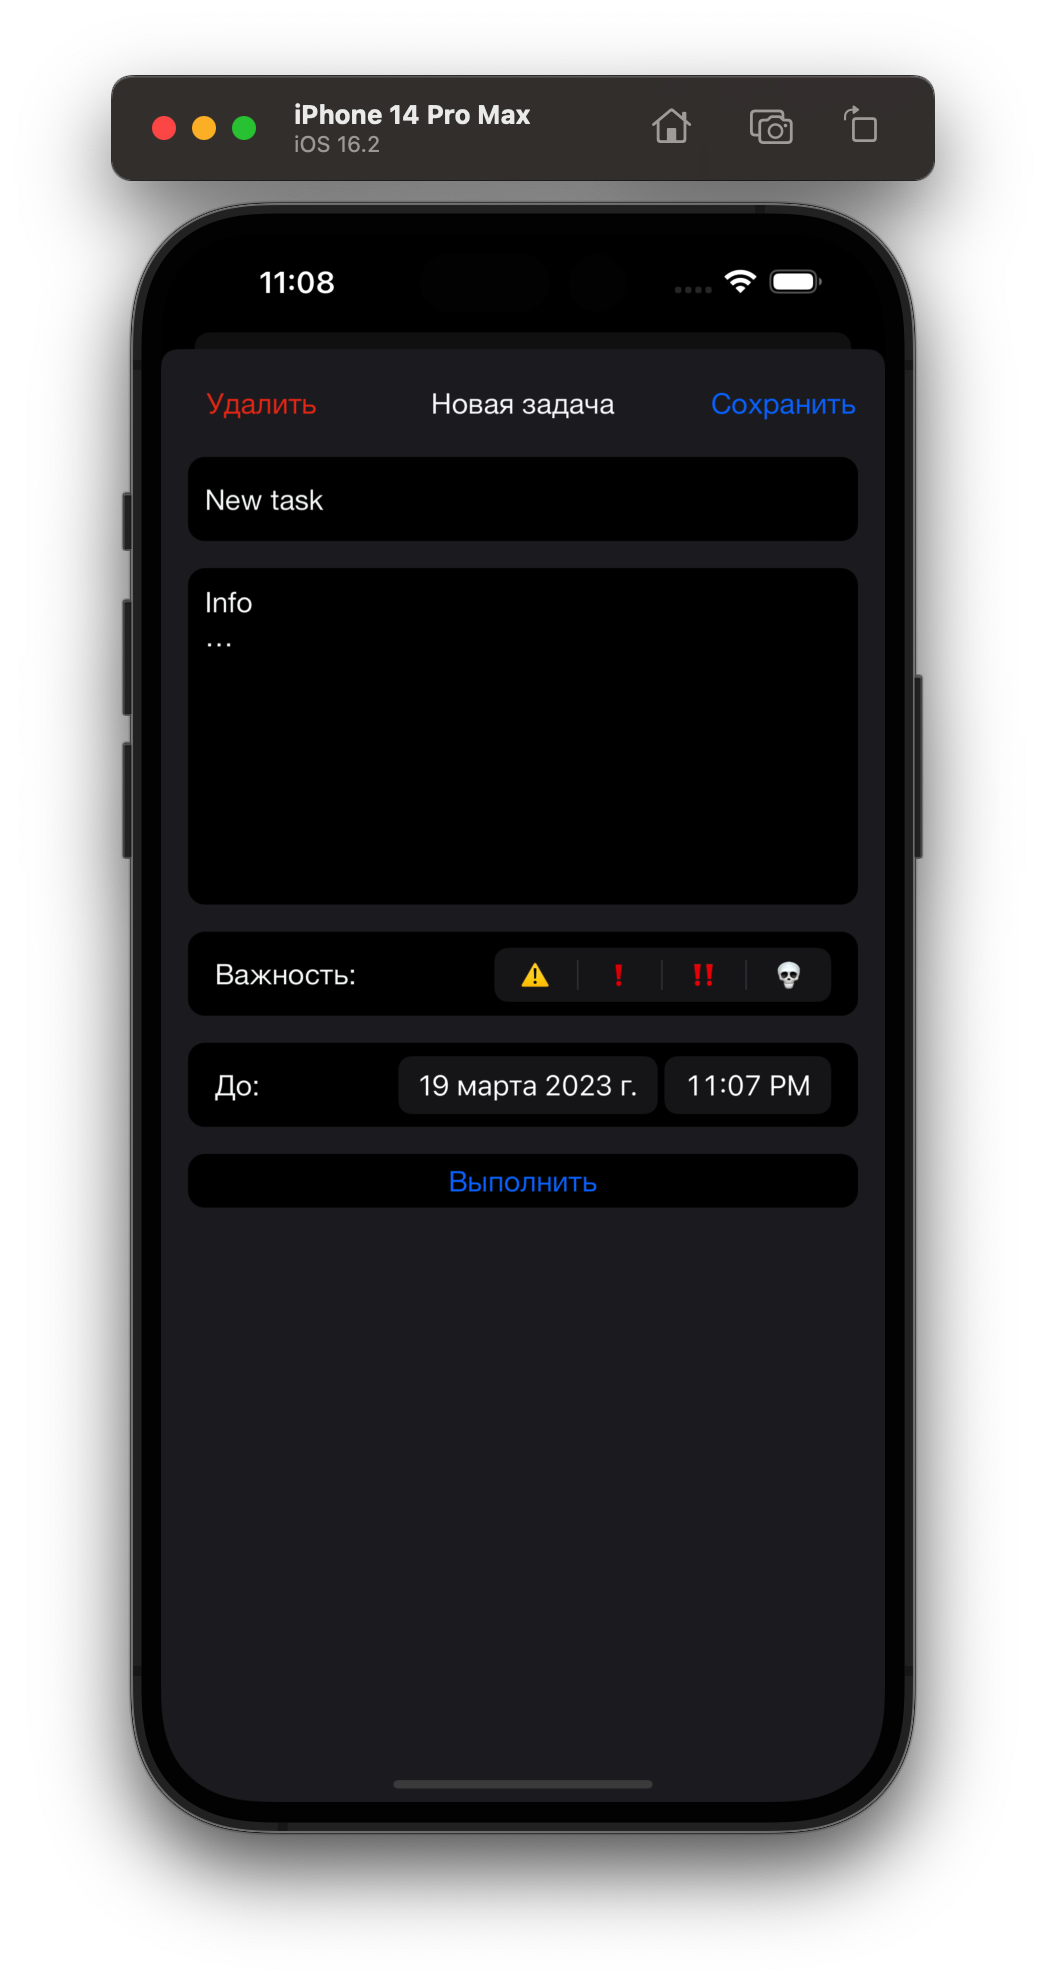 iPhone 14 Pro Max
iOS 16.2
11:08
Удалить Новая задача Сохранить
New task
Info
...
Важность: ⚠️ ❗ ‼️ 💀
До: 19 марта 2023 г. 11:07 PM
Выполнить